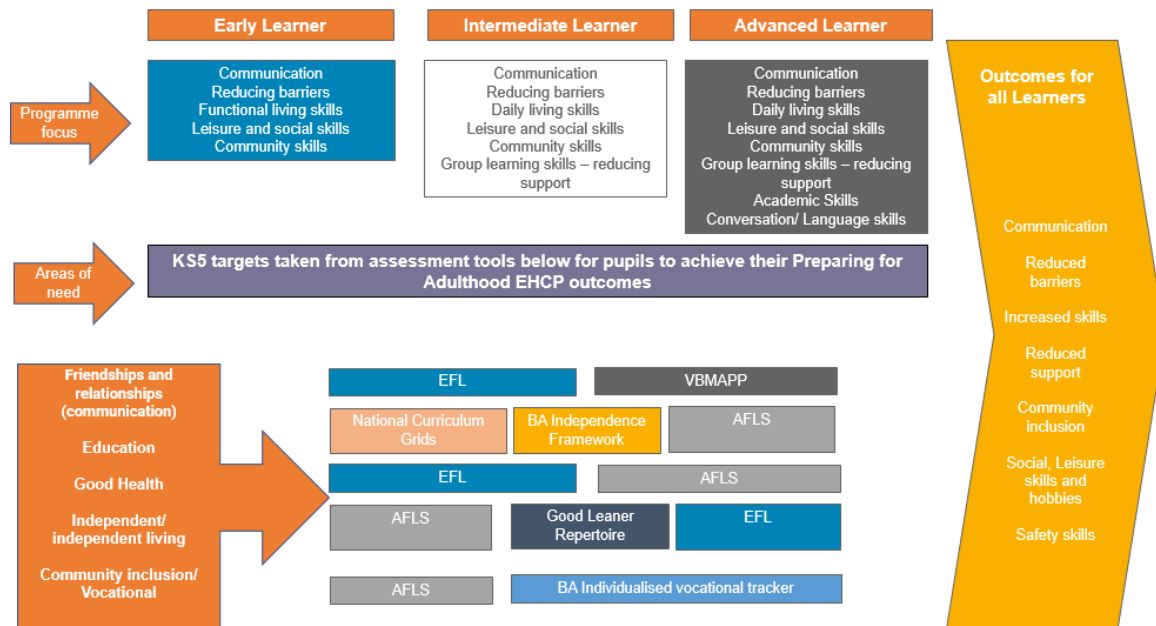 Early Learner
Intermediate Learner
Advanced Learner
Programme
focus
Communication
Reducing barriers
Functional living skills
Leisure and social skills
Community skills
Communication
Reducing barriers
Daily living skills
Leisure and social skills
Community skills
Group learning skills – reducing
support
Communication
Reducing barriers
Daily living skills
Leisure and social skills
Community skills
Group learning skills – reducing
support
Academic Skills
Conversation/ Language skills
Areas of
need
KS5 targets taken from assessment tools below for pupils to achieve their Preparing for
Adulthood EHCP outcomes
Friendships and
relationships
(communication)
Education
Good Health
Independent/
independent living
Community inclusion/
Vocational
EFL
VBMAPP
National Curriculum
Grids
BA Independence
Framework
AFLS
EFL
AFLS
AFLS
Good Leaner
Repertoire
EFL
AFLS
BA Individualised vocational tracker
Outcomes for
all Learners
Communication
Reduced
barriers
Increased skills
Reduced
support
Community
inclusion
Social, Leisure
skills and
hobbies
Safety skills